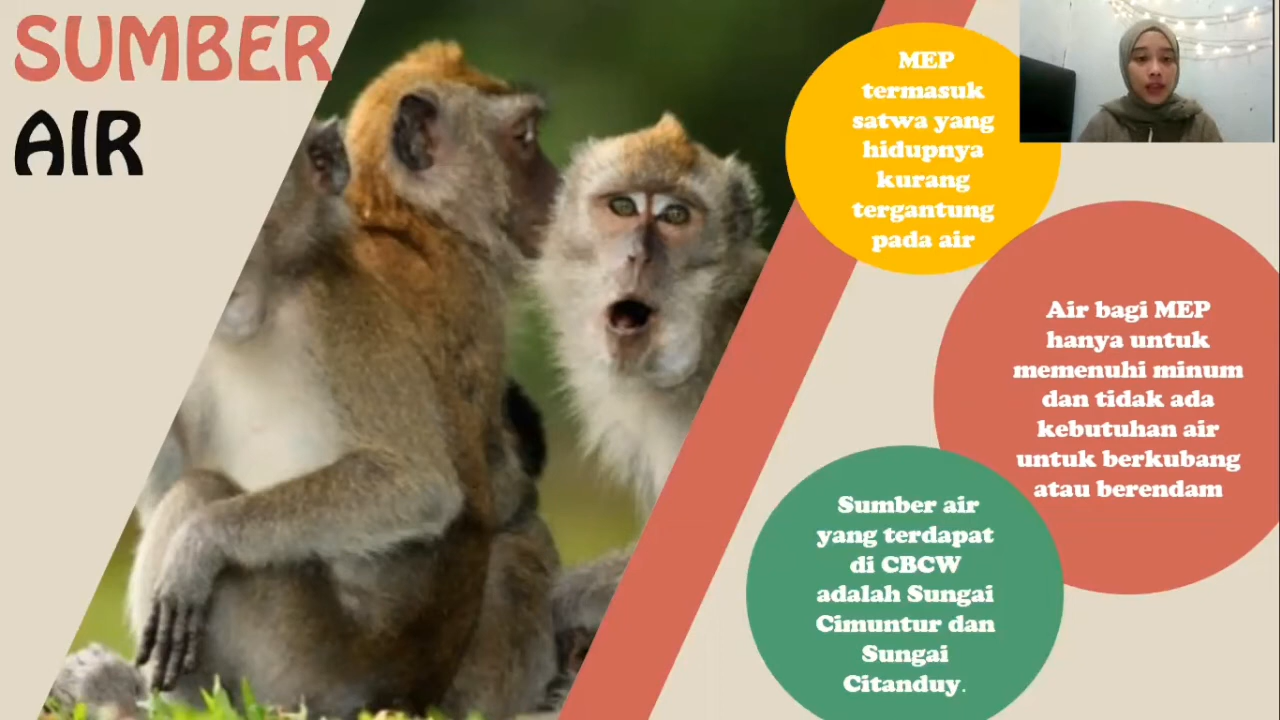 SUMBER
AIR
MEP
termasuk
satwa yang
hidupnya
kurang
tergantung
pada air
Air bagi MEP
hanya untuk
memenuhi minum
dan tidak ada
kebutuhan air
untuk berkubang
atau berendam
Sumber air
yang terdapat
di CBCW
adalah Sungai
Cimuntur dan
Sungai
Citanduy.